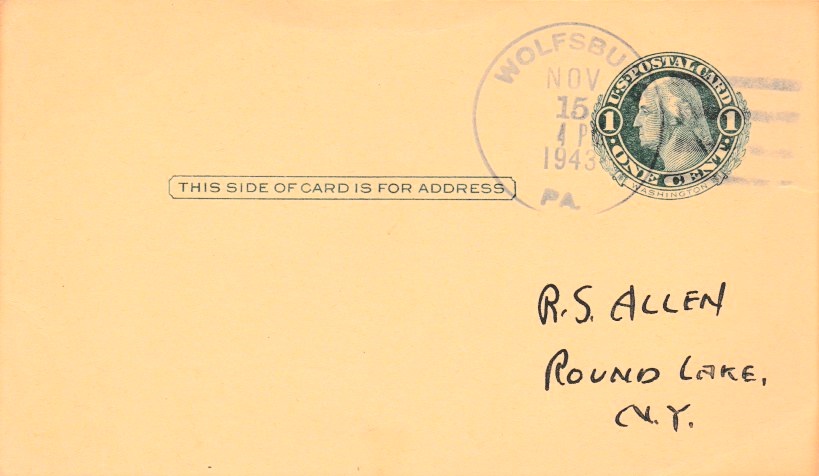 WOLFSBU
NOV
15
4 P
1943
PA.
U.S. POSTAL CARD
1 1
ONE CENT.
WASHINGTON
THIS SIDE OF CARD IS FOR ADDRESS
R.S. ALLEN
ROUND LAKE,
N.Y.